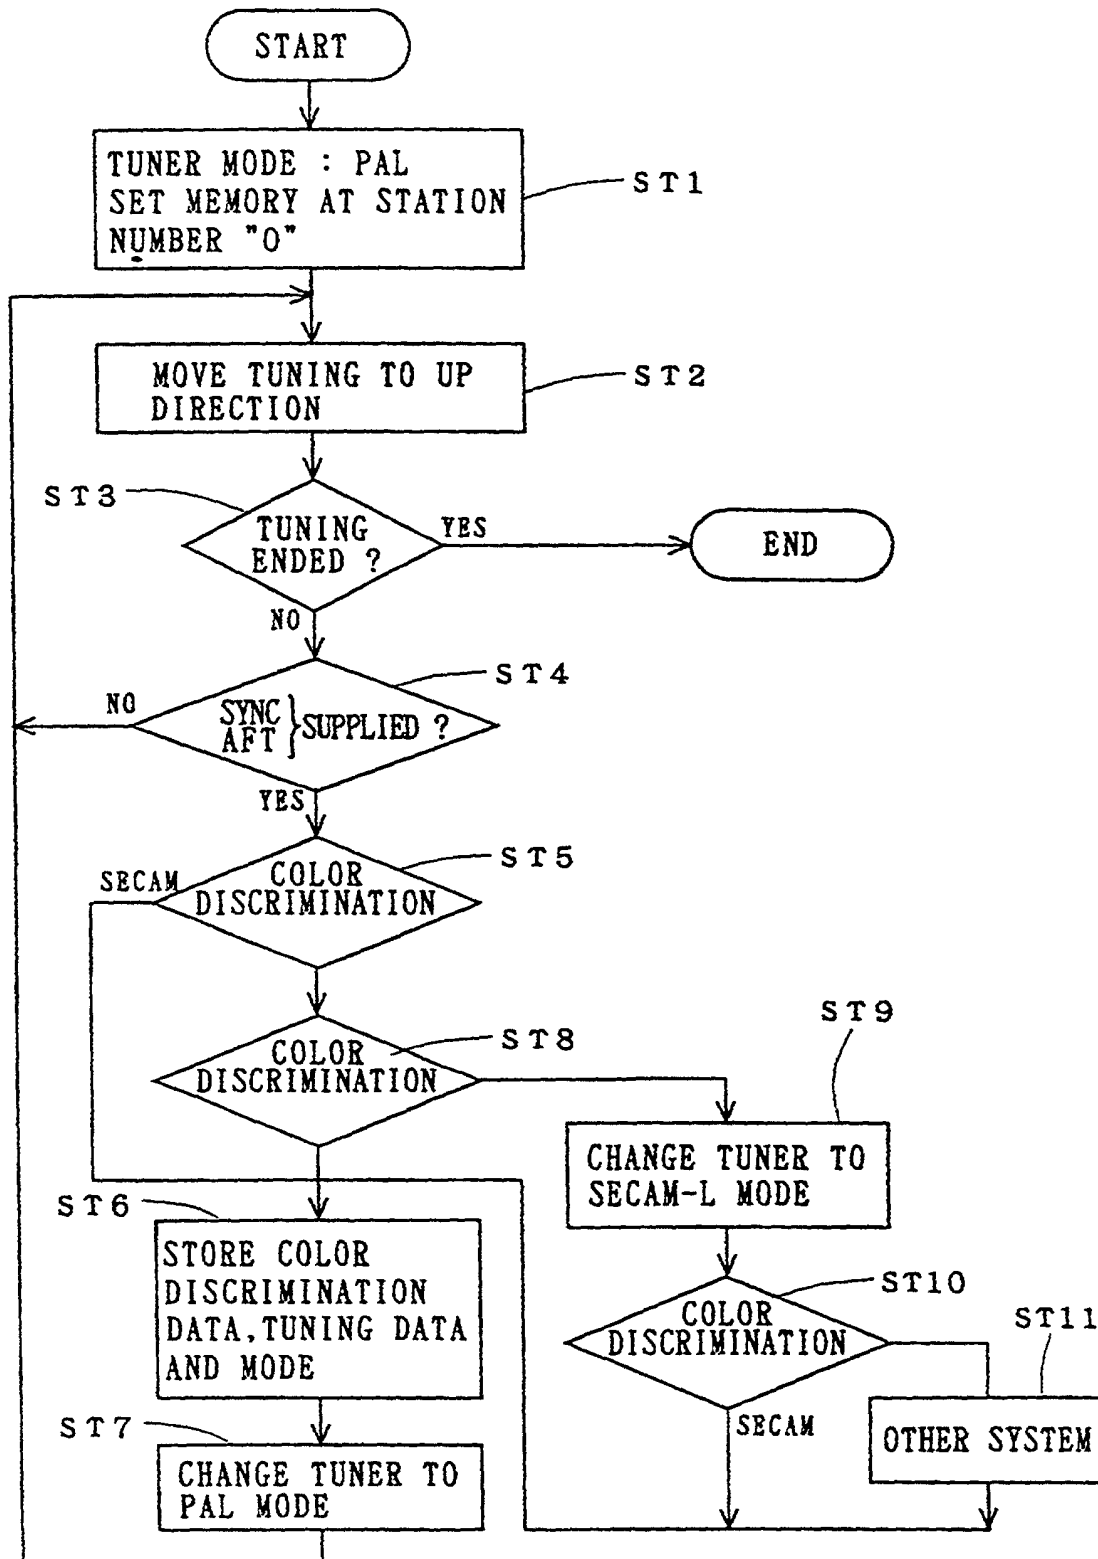 START
TUNER MODE : PAL
SET MEMORY AT STATION
NUMBER "O"
ST1
MOVE TUNING TO UP
DIRECTION
ST2
ST3
TUNING
ENDED ?
YES
END
NO
ST4
NO
SYNC
AFT
SUPPLIED ?
YES
ST5
SECAM
COLOR
DISCRIMINATION
ST8
COLOR
DISCRIMINATION
ST9
CHANGE TUNER TO
SECAM-L MODE
ST6
STORE COLOR
DISCRIMINATION
DATA,TUNING DATA
AND MODE
ST10
COLOR
DISCRIMINATION
ST11
SECAM
OTHER SYSTEM
ST7
CHANGE TUNER TO
PAL MODE